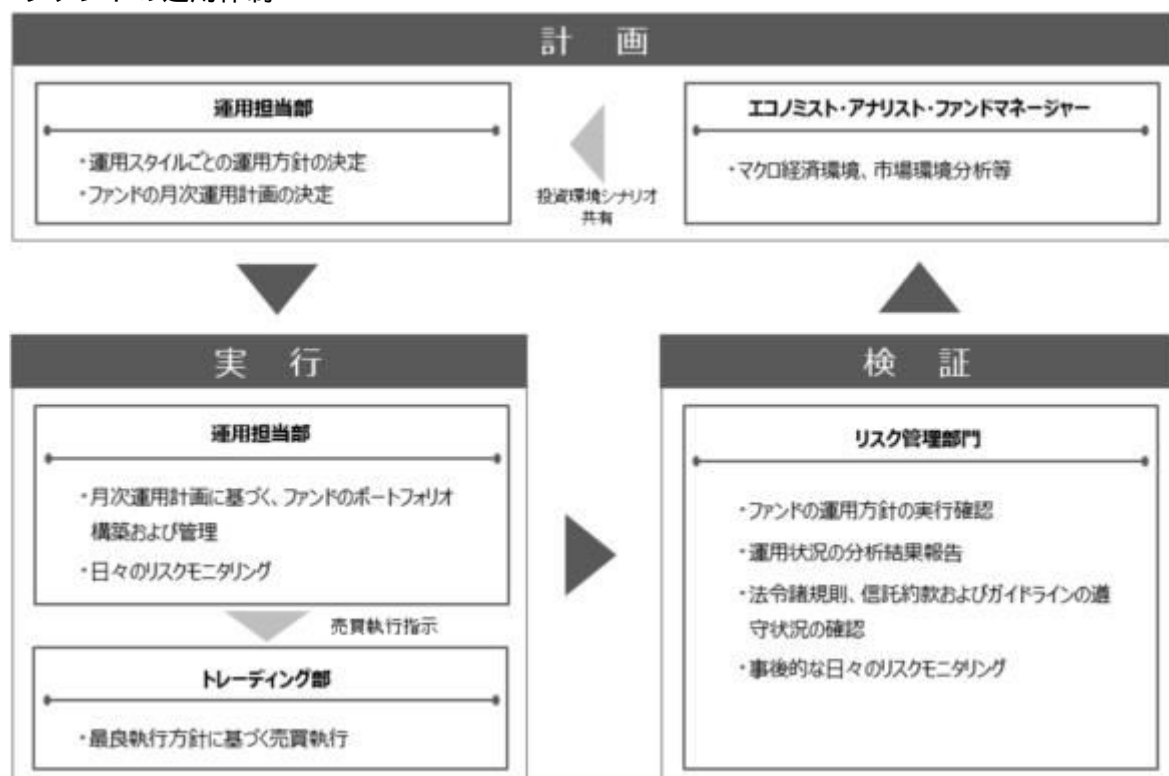 計 画
運用担当部
・運用スタイルごとの運用方針の決定
・ファンドの月次運用計画の決定
投資環境シナリオ
共有
エコノミスト・アナリスト・ファンドマネージャー
・マクロ経済環境、市場環境分析等
実 行
運用担当部
・月次運用計画に基づく、ファンドのポートフォリオ
構築および管理
・日々のリスクモニタリング
売買執行指示
トレーディング部
・最良執行方針に基づく売買執行
検 証
リスク管理部門
・ファンドの運用方針の実行確認
・運用状況の分析結果報告
・法令諸規則、信託約款およびガイドラインの遵
守状況の確認
・事後的な日々のリスクモニタリング